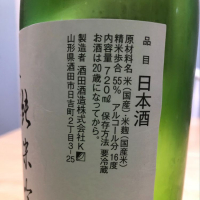 品目 日本酒
原材料名 米(国産)・米麹(国産米)
精米歩合 55% アルコール分 16度
内容量 720ml 保存方法 要冷蔵
お酒は20歳になってから。
製造者 酒田酒造株式会社K
山形県酒田市日吉町2丁目3-25